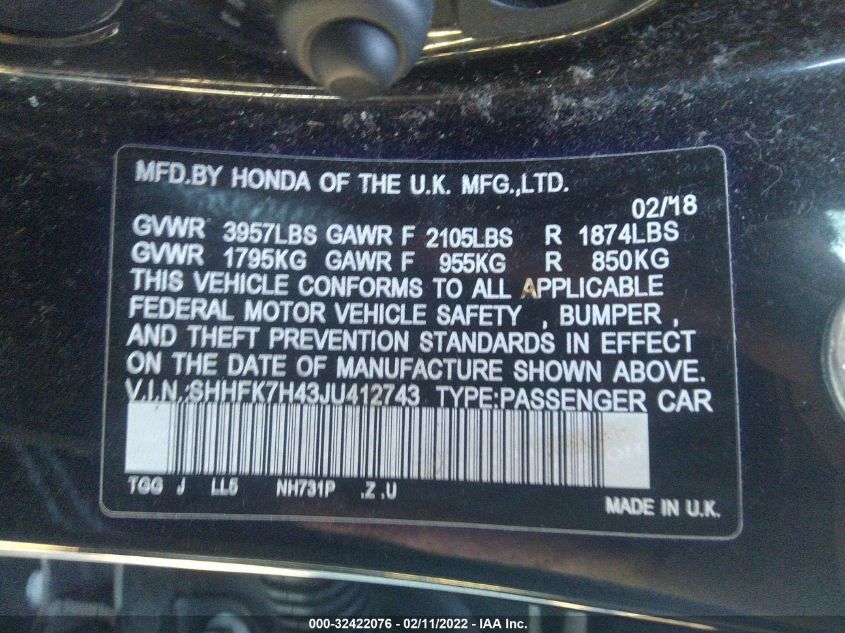 MFD.BY HONDA OF THE U.K. MFG.,LTD.
02/18
GVWR 3957LBS GAWR F 2105LBS R 1874LBS
GVWR 1795KG GAWR F 955KG R 850KG
THIS VEHICLE CONFORMS TO ALL APPLICABLE
FEDERAL MOTOR VEHICLE SAFETY , BUMPER ,
AND THEFT PREVENTION STANDARDS IN EFFECT
ON THE DATE OF MANUFACTURE SHOWN ABOVE.
V.I.N.:SHHFK7H43JU412743 TYPE:PASSENGER CAR
TGG J LL5 NH731P .Z .U
MADE IN U.K.
000-32422076 - 02/11/2022 - IAA Inc.